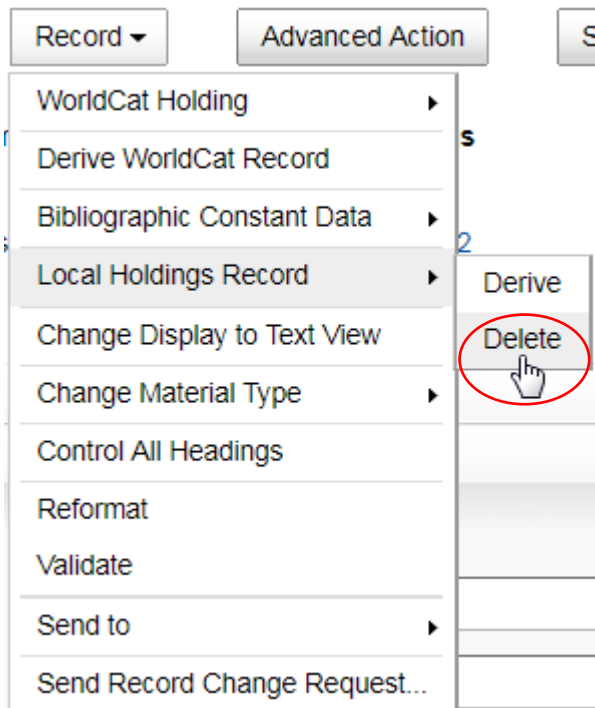 Record
Advanced Action
S
WorldCat Holding
s
Derive WorldCat Record
Bibliographic Constant Data
2
Local Holdings Record
Derive
Change Display to Text View
Delete
Change Material Type
Control All Headings
Reformat
Validate
Send to
Send Record Change Request...